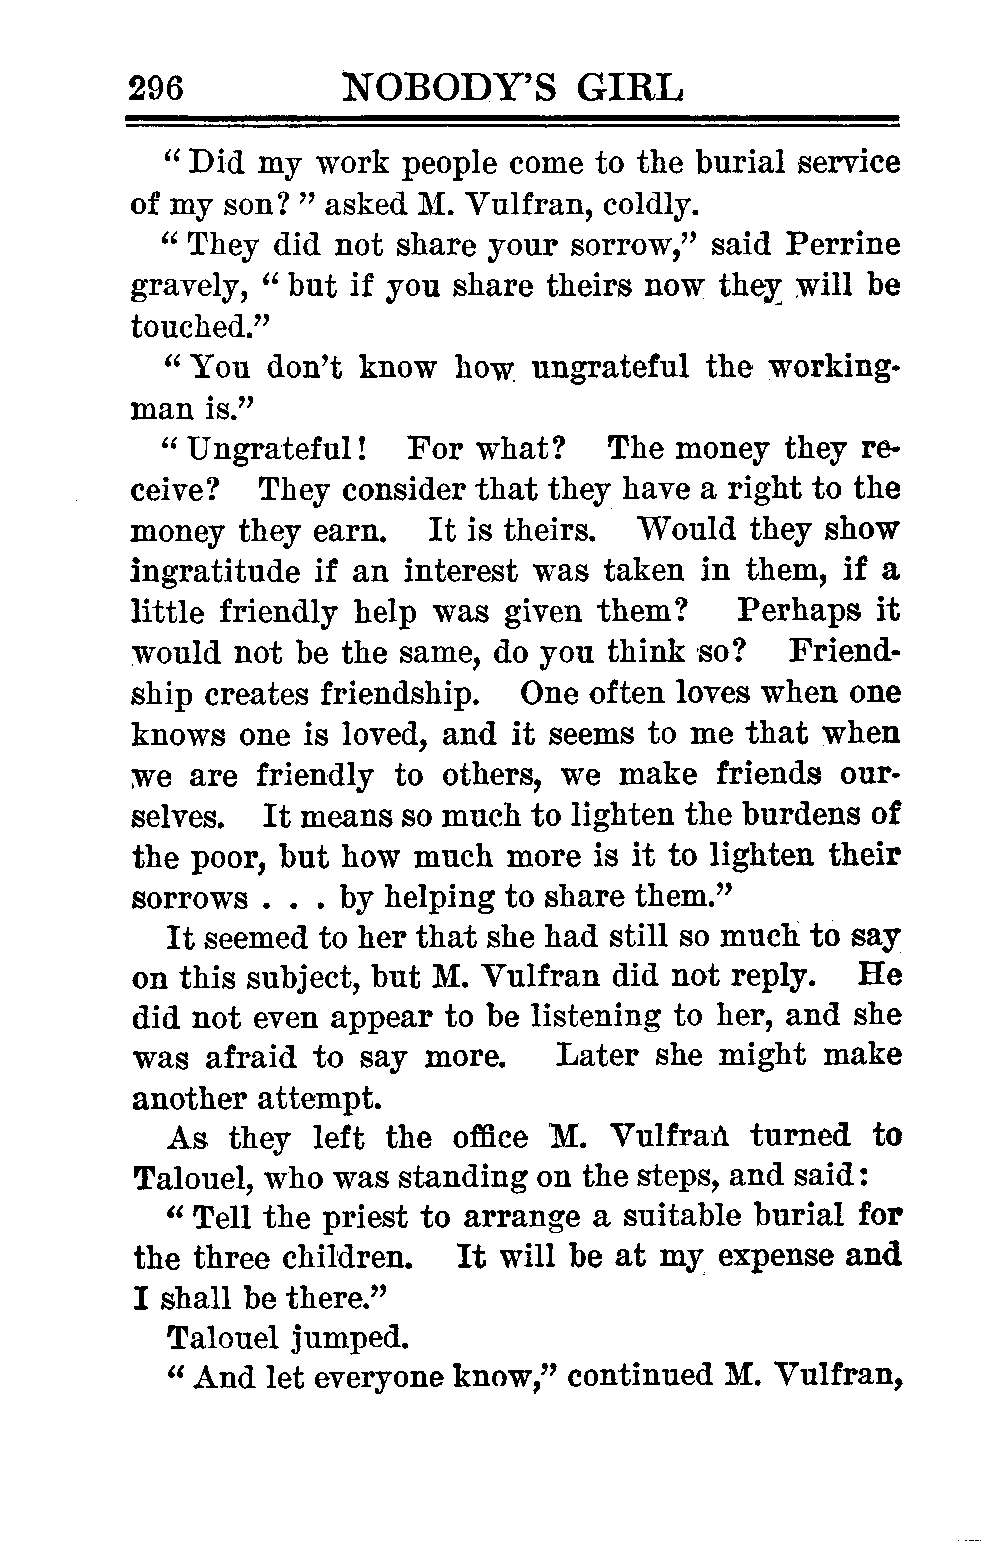 296 NOBODY'S GIRL
" Did my work people come to the burial service
of my son? " asked M. Vulfran, coldly.
" They did not share your sorrow," said Perrine
gravely, " but if you share theirs now they will be
touched."
" You don't know how ungrateful the working-
man is."
" Ungrateful! For what? The money they re-
ceive? They consider that they have a right to the
money they earn. It is theirs. Would they show
ingratitude if an interest was taken in them, if a
little friendly help was given them? Perhaps it
would not be the same, do you think so? Friend-
ship creates friendship. One often loves when one
knows one is loved, and it seems to me that when
we are friendly to others, we make friends our-
selves. It means so much to lighten the burdens of
the poor, but how much more is it to lighten their
sorrows . . . by helping to share them."
It seemed to her that she had still so much to say
on this subject, but M. Vulfran did not reply. He
did not even appear to be listening to her, and she
was afraid to say more. Later she might make
another attempt.
As they left the office M. Vulfran turned to
Talouel, who was standing on the steps, and said:
" Tell the priest to arrange a suitable burial for
the three children. It will be at my expense and
I shall be there."
Talouel jumped.
" And let everyone know," continued M. Vulfran,